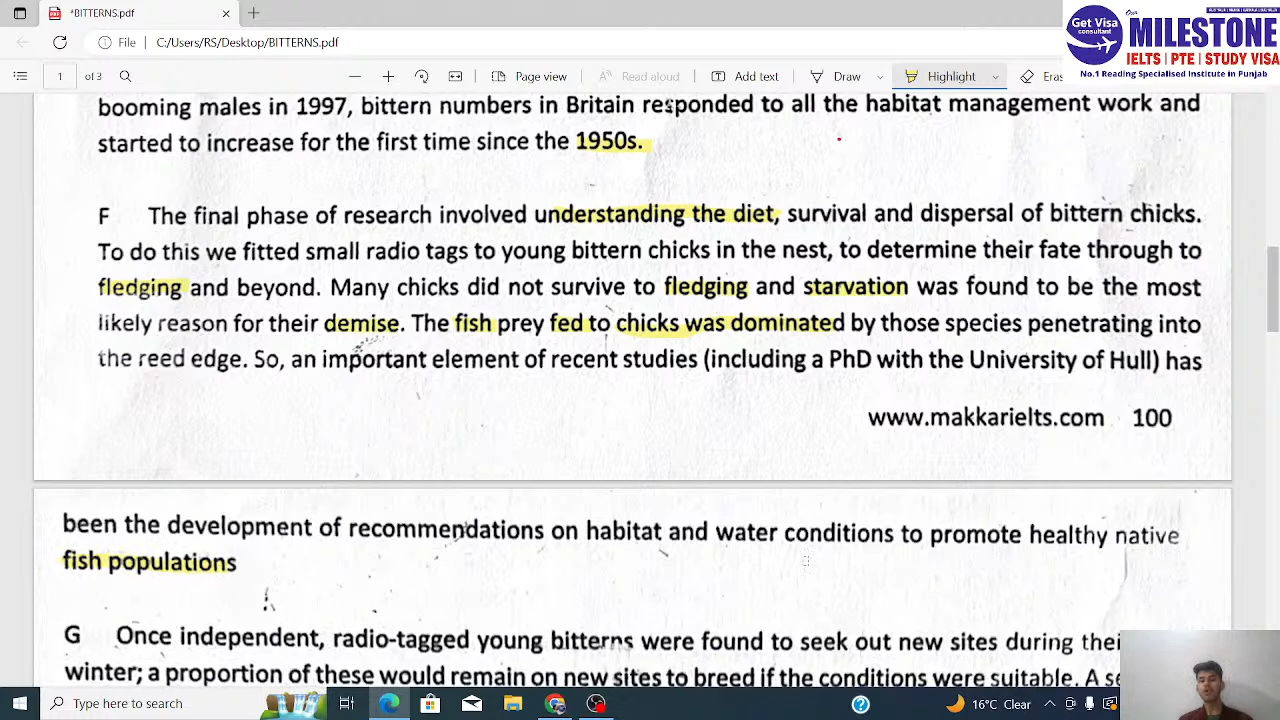 *BITTERNS.pdf
File C:/Users/RS/Desktop/BITTERNS.pdf
Get Visa
consultant
Our
MILESTONE
IELTS | PTE | STUDY VISA
No.1 Reading Specialised Institute in Punjab
1 of 3 Page view Read aloud Add text Draw Highlight Eras
booming males in 1997, bittern numbers in Britain responded to all the habitat management work and
started to increase for the first time since the 1950s.
F The final phase of research involved understanding the diet, survival and dispersal of bittern chicks.
To do this we fitted small radio tags to young bittern chicks in the nest, to determine their fate through to
fledging and beyond. Many chicks did not survive to fledging and starvation was found to be the most
likely reason for their demise. The fish prey fed to chicks was dominated by those species penetrating into
the reed edge. So, an important element of recent studies (including a PhD with the University of Hull) has
www.makkarielts.com 100
been the development of recommendations on habitat and water conditions to promote healthy native
fish populations
G Once independent, radio-tagged young bitterns were found to seek out new sites during thei
winter; a proportion of these would remain on new sites to breed if the conditions were suitable. A se
Type here to search
16°C Clear